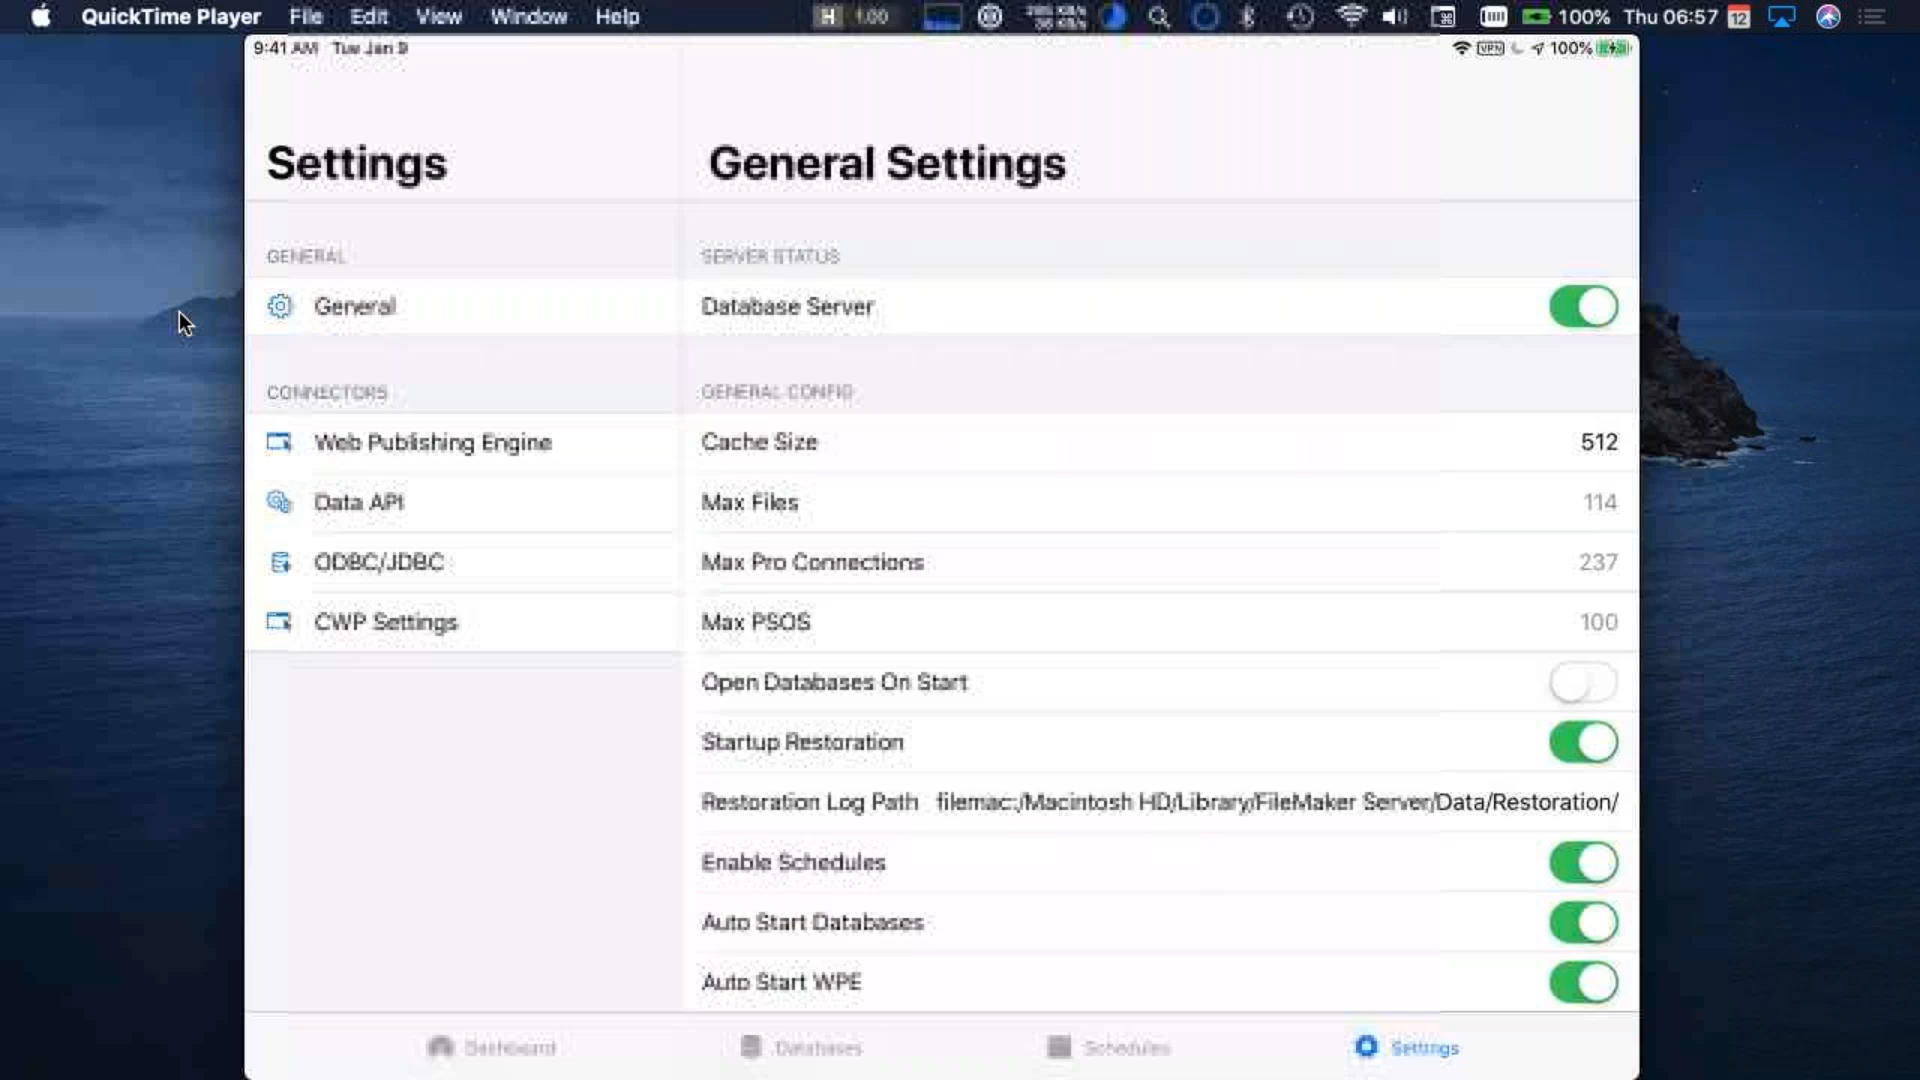 QuickTime Player File Edit View Window Help H 1.00 100% Thu 06:57 12
9:41 AM Tue Jan 9 VPN 100%
Settings
General Settings
GENERAL
SERVER STATUS
General
Database Server
CONNECTORS
GENERAL CONFIG
Web Publishing Engine
Cache Size 512
Data API
Max Files 114
ODBC/JDBC
Max Pro Connections 237
CWP Settings
Max PSOS 100
Open Databases On Start
Startup Restoration
Restoration Log Path filemac:/Macintosh HD/Library/FileMaker Server/Data/Restoration/
Enable Schedules
Auto Start Databases
Auto Start WPE
Dashboard Databases Schedules Settings